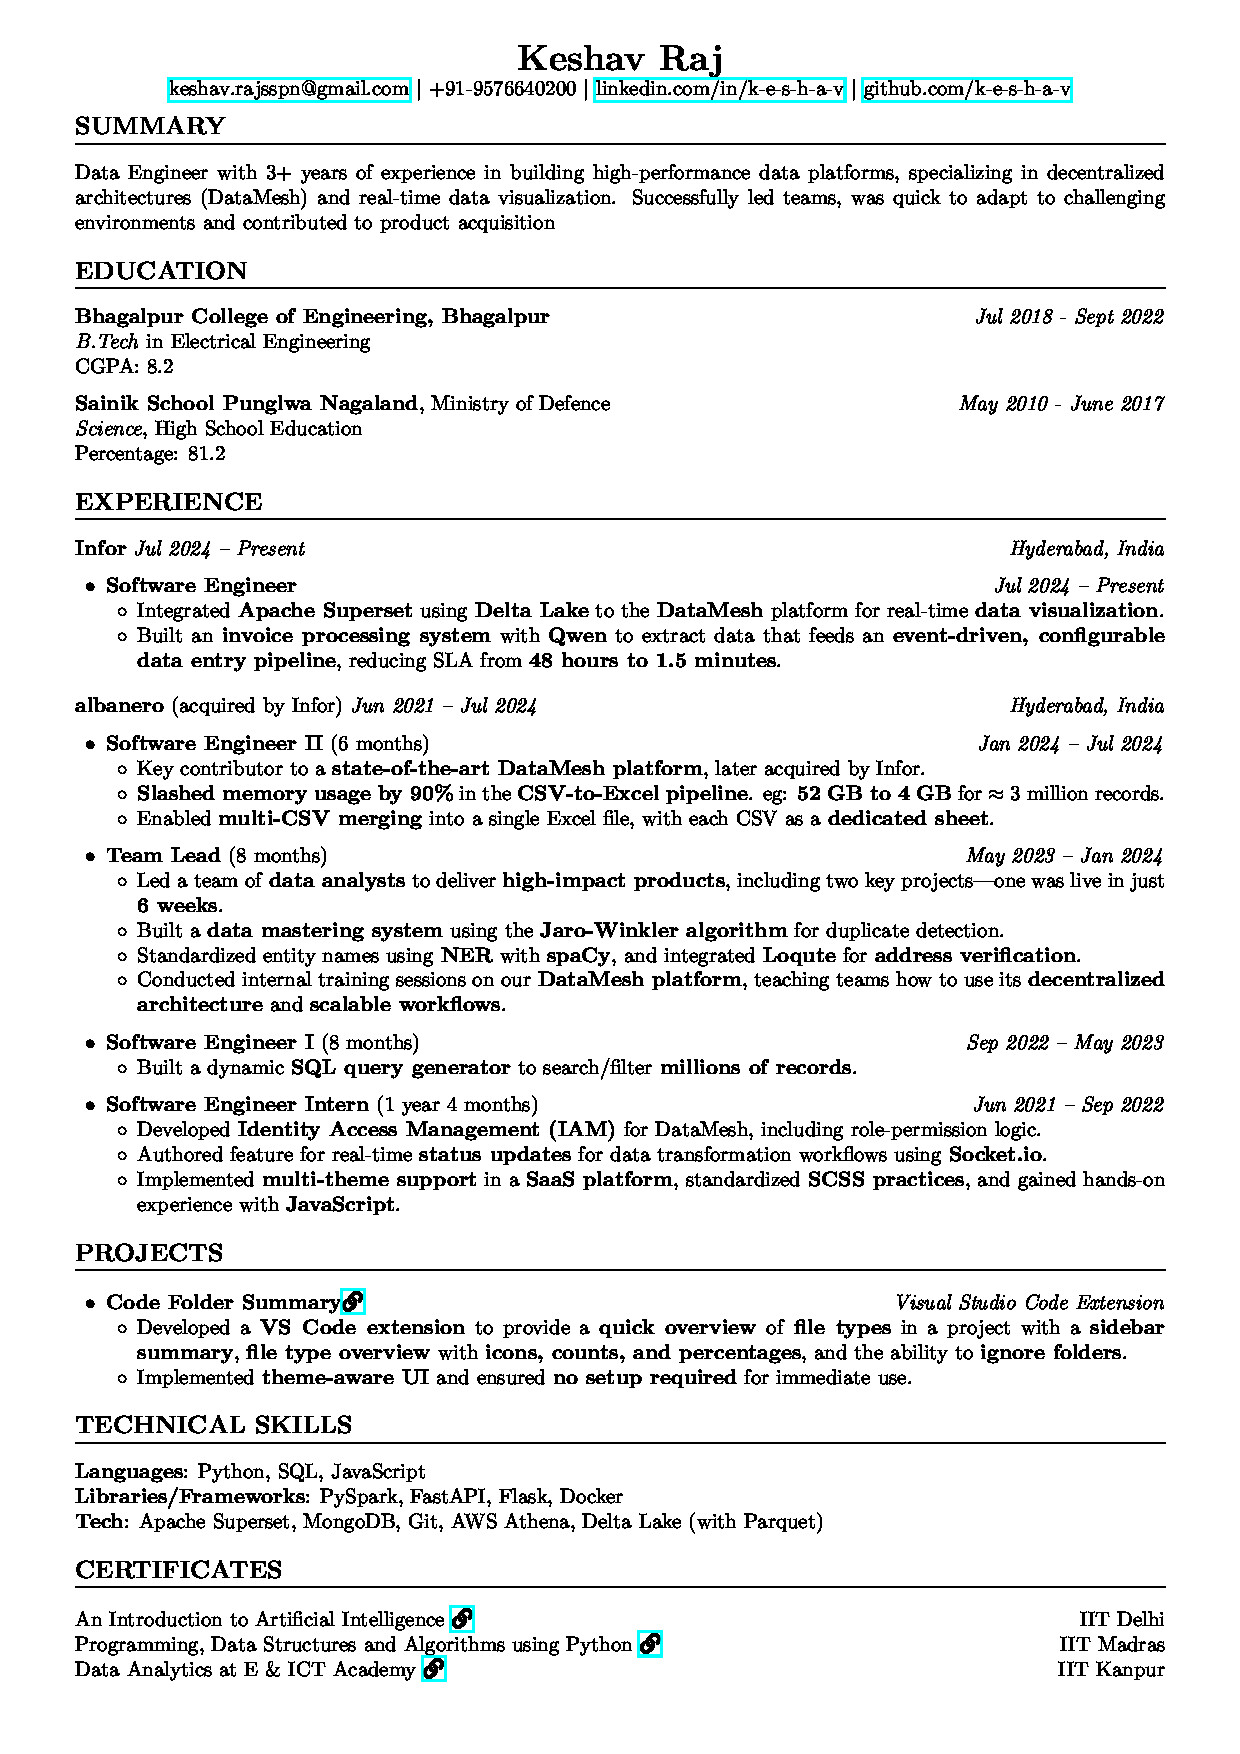 Keshav Raj
keshav.rajsspn@gmail.com | +91-9576640200 | linkedin.com/in/k-e-s-h-a-v | github.com/k-e-s-h-a-v
SUMMARY
Data Engineer with 3+ years of experience in building high-performance data platforms, specializing in decentralized
architectures (DataMesh) and real-time data visualization. Successfully led teams, was quick to adapt to challenging
environments and contributed to product acquisition
EDUCATION
Bhagalpur College of Engineering, Bhagalpur Jul 2018 - Sept 2022
B.Tech in Electrical Engineering
CGPA: 8.2
Sainik School Punglwa Nagaland, Ministry of Defence May 2010 - June 2017
Science, High School Education
Percentage: 81.2
EXPERIENCE
Infor Jul 2024 – Present Hyderabad, India
• Software Engineer Jul 2024 – Present
◦ Integrated Apache Superset using Delta Lake to the DataMesh platform for real-time data visualization.
◦ Built an invoice processing system with Qwen to extract data that feeds an event-driven, configurable
data entry pipeline, reducing SLA from 48 hours to 1.5 minutes.
albanero (acquired by Infor) Jun 2021 – Jul 2024 Hyderabad, India
• Software Engineer II (6 months) Jan 2024 – Jul 2024
◦ Key contributor to a state-of-the-art DataMesh platform, later acquired by Infor.
◦ Slashed memory usage by 90% in the CSV-to-Excel pipeline. eg: 52 GB to 4 GB for ≈ 3 million records.
◦ Enabled multi-CSV merging into a single Excel file, with each CSV as a dedicated sheet.
• Team Lead (8 months) May 2023 – Jan 2024
◦ Led a team of data analysts to deliver high-impact products, including two key projects—one was live in just
6 weeks.
◦ Built a data mastering system using the Jaro-Winkler algorithm for duplicate detection.
◦ Standardized entity names using NER with spaCy, and integrated Loqute for address verification.
◦ Conducted internal training sessions on our DataMesh platform, teaching teams how to use its decentralized
architecture and scalable workflows.
• Software Engineer I (8 months) Sep 2022 – May 2023
◦ Built a dynamic SQL query generator to search/filter millions of records.
• Software Engineer Intern (1 year 4 months) Jun 2021 – Sep 2022
◦ Developed Identity Access Management (IAM) for DataMesh, including role-permission logic.
◦ Authored feature for real-time status updates for data transformation workflows using Socket.io.
◦ Implemented multi-theme support in a SaaS platform, standardized SCSS practices, and gained hands-on
experience with JavaScript.
PROJECTS
• Code Folder Summary Visual Studio Code Extension
◦ Developed a VS Code extension to provide a quick overview of file types in a project with a sidebar
summary, file type overview with icons, counts, and percentages, and the ability to ignore folders.
◦ Implemented theme-aware UI and ensured no setup required for immediate use.
TECHNICAL SKILLS
Languages: Python, SQL, JavaScript
Libraries/Frameworks: PySpark, FastAPI, Flask, Docker
Tech: Apache Superset, MongoDB, Git, AWS Athena, Delta Lake (with Parquet)
CERTIFICATES
An Introduction to Artificial Intelligence IIT Delhi
Programming, Data Structures and Algorithms using Python IIT Madras
Data Analytics at E & ICT Academy IIT Kanpur